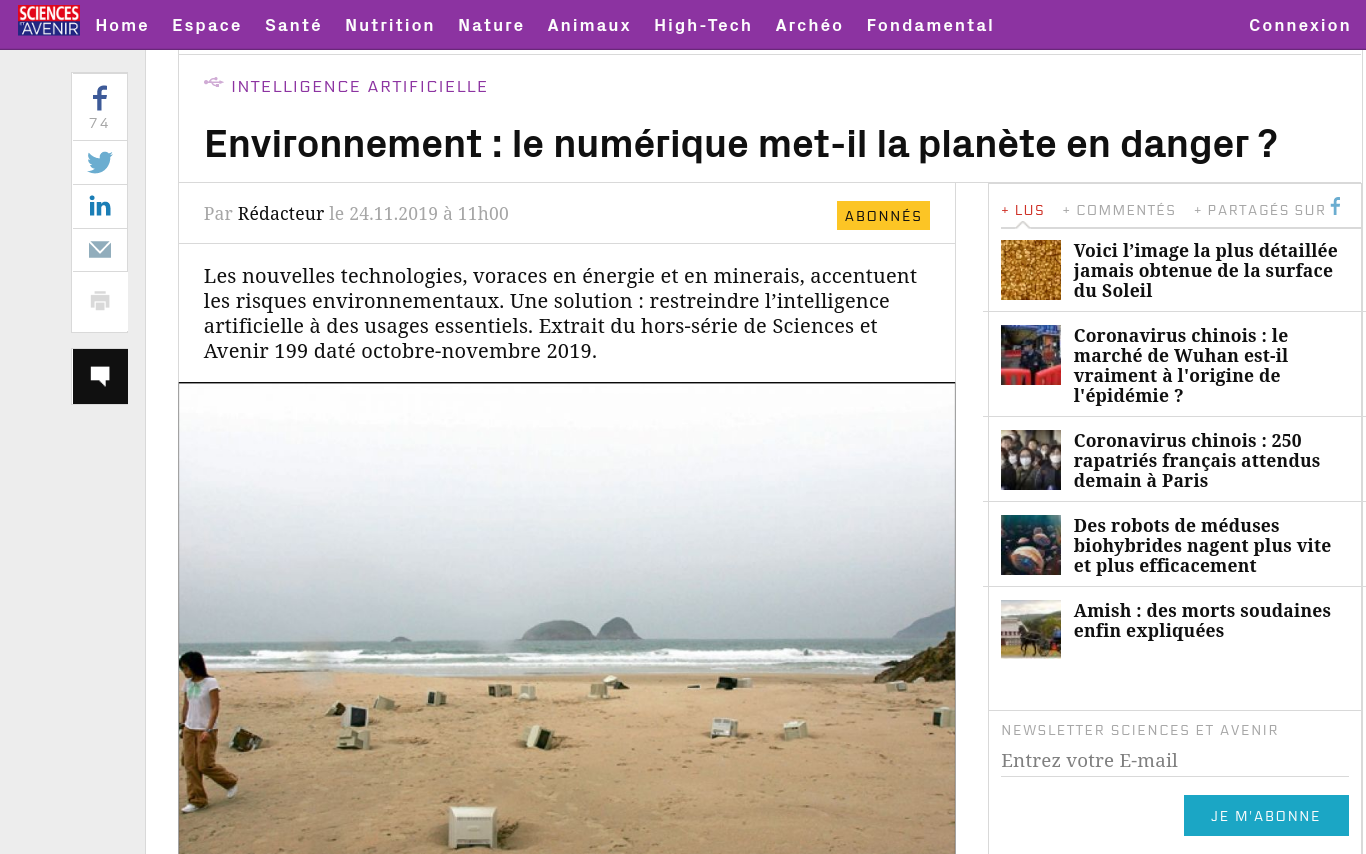 SCIENCES
ET AVENIR
Home Espace Santé Nutrition Nature Animaux High-Tech Archéo Fondamental Connexion
74
INTELLIGENCE ARTIFICIELLE
Environnement : le numérique met-il la planète en danger ?
Par Rédacteur le 24.11.2019 à 11h00
ABONNÉS
Les nouvelles technologies, voraces en énergie et en minerais, accentuent
les risques environnementaux. Une solution : restreindre l’intelligence
artificielle à des usages essentiels. Extrait du hors-série de Sciences et
Avenir 199 daté octobre-novembre 2019.
+ LUS + COMMENTÉS + PARTAGÉS SUR
Voici l’image la plus détaillée
jamais obtenue de la surface
du Soleil
Coronavirus chinois : le
marché de Wuhan est-il
vraiment à l'origine de
l'épidémie ?
Coronavirus chinois : 250
rapatriés français attendus
demain à Paris
Des robots de méduses
biohybrides nagent plus vite
et plus efficacement
Amish : des morts soudaines
enfin expliquées
NEWSLETTER SCIENCES ET AVENIR
Entrez votre E-mail
JE M'ABONNE